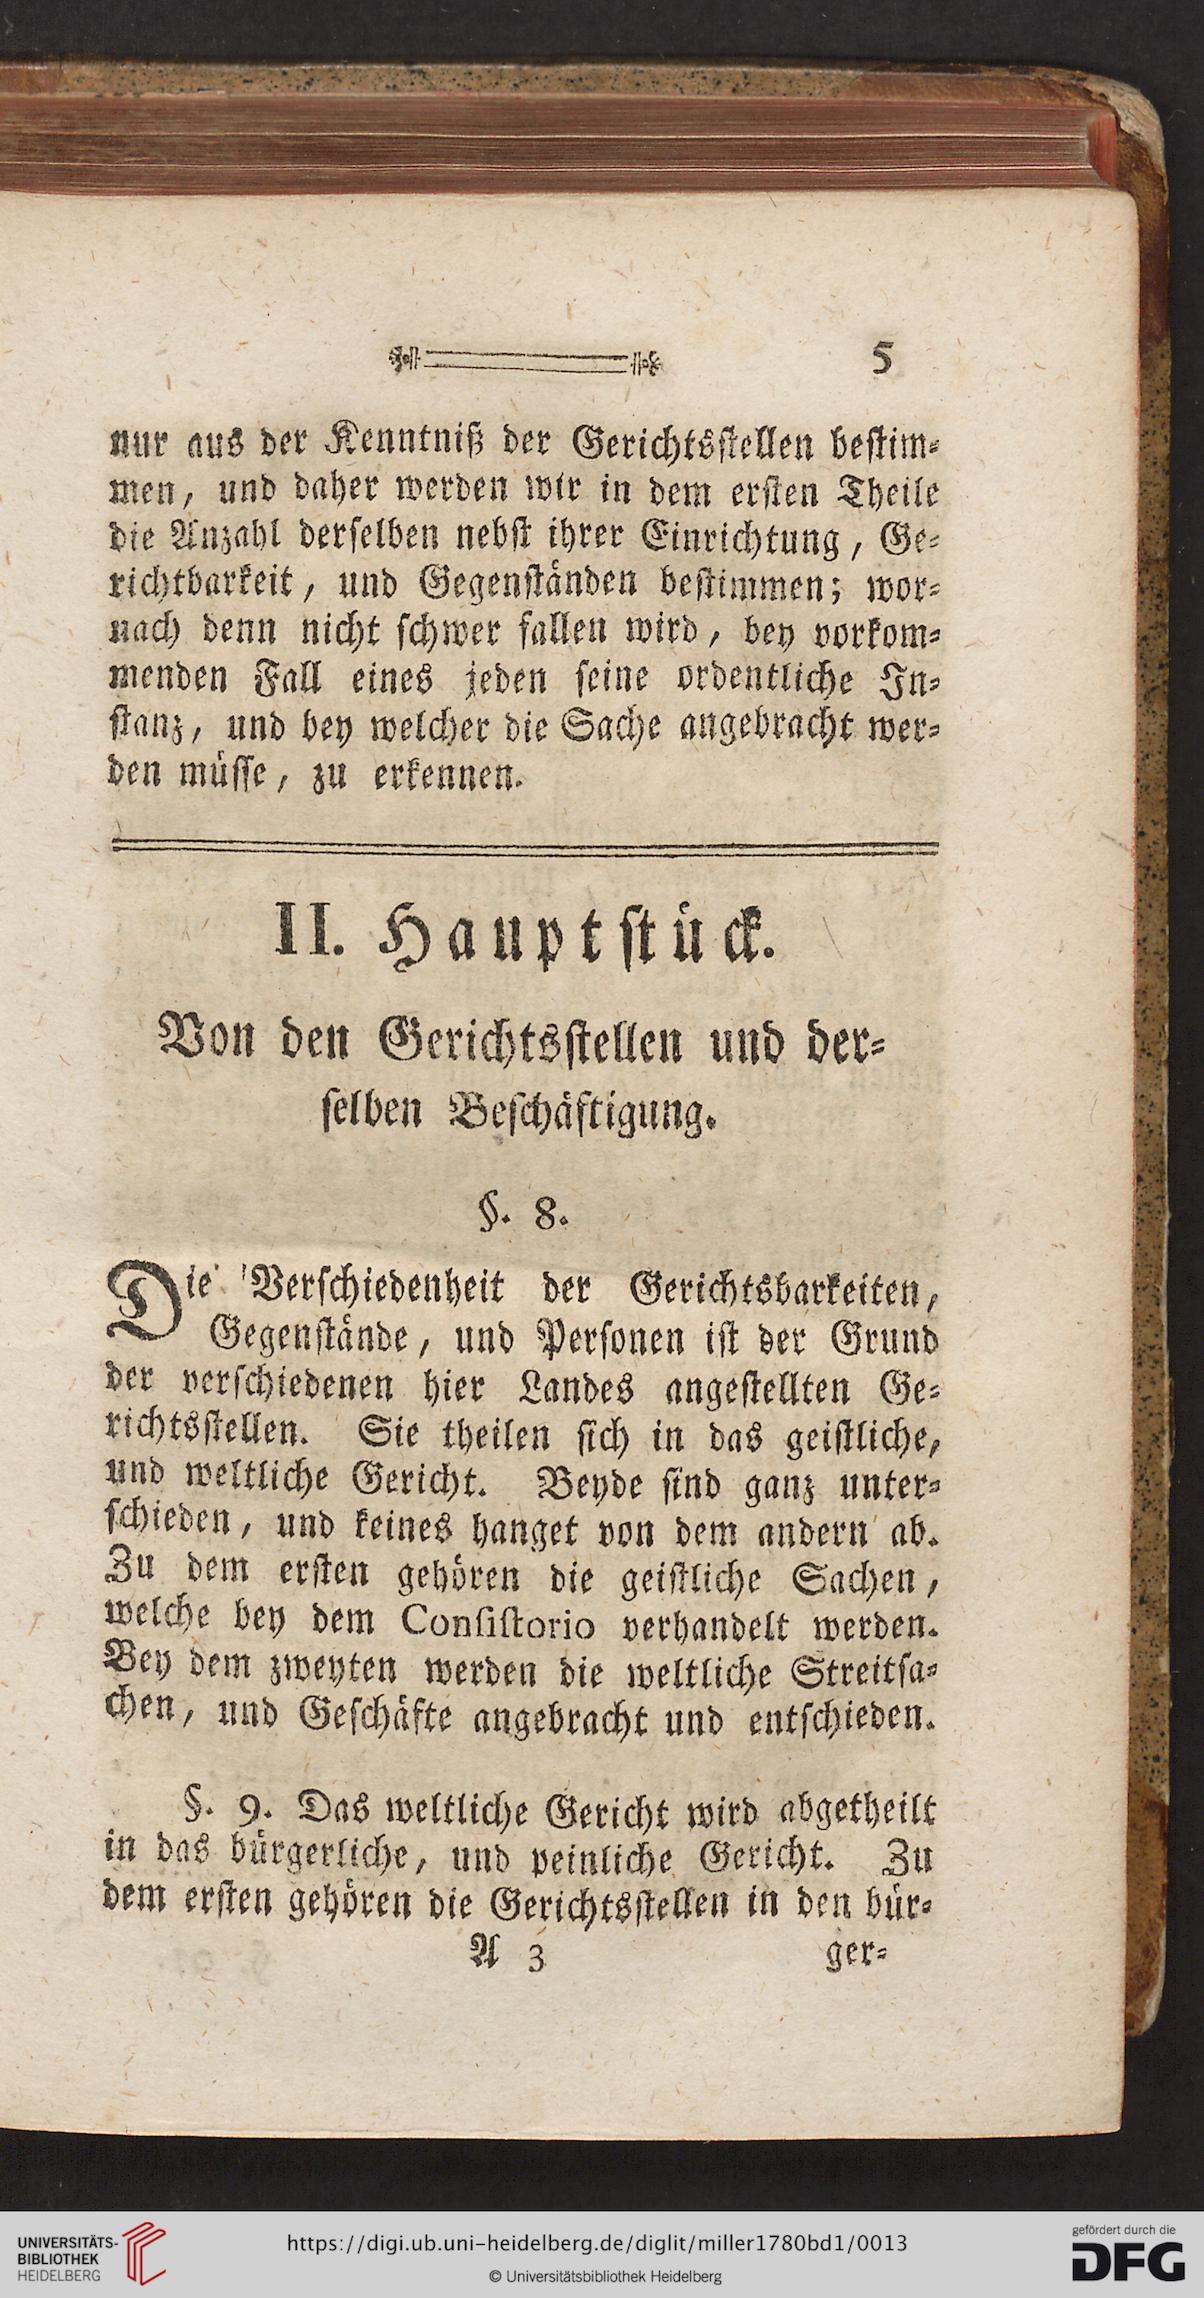 5
nur aus der Kenntniß der Gerichtsstellen bestim-
men, und daher werden wir in dem ersten Theile
die Anzahl derselben nebst ihrer Einrichtung, Ge-
richtbarkeit, und Gegenständen bestimmen; wor-
nach denn nicht schwer fallen wird, bey vorkom-
menden Fall eines jeden seine ordentliche In-
stanz, und bey welcher die Sache angebracht wer-
den müsse, zu erkennen.
II. Hauptstück.
Von den Gerichtsstellen und der-
selben Beschäftigung.
§. 8.
Die Verschiedenheit der Gerichtsbarkeiten,
Gegenstände, und Personen ist der Grund
der verschiedenen hier Landes angestellten Ge-
richtsstellen. Sie theilen sich in das geistliche,
und weltliche Gericht. Beyde sind ganz unter-
schieden, und keines hanget von dem andern ab.
Zu dem ersten gehören die geistliche Sachen,
welche bey dem Consistorio verhandelt werden.
Bey dem zweyten werden die weltliche Streitsa-
chen, und Geschäfte angebracht und entschieden.
§. 9. Das weltliche Gericht wird abgetheilt
in das bürgerliche, und peinliche Gericht. Zu
dem ersten gehören die Gerichtsstellen in den bür-
A 3 ger-
UNIVERSITÄTS-
BIBLIOTHEK
HEIDELBERG
https://digi.ub.uni-heidelberg.de/diglit/miller1780bd1/0013
© Universitätsbibliothek Heidelberg
gefördert durch die
DFG